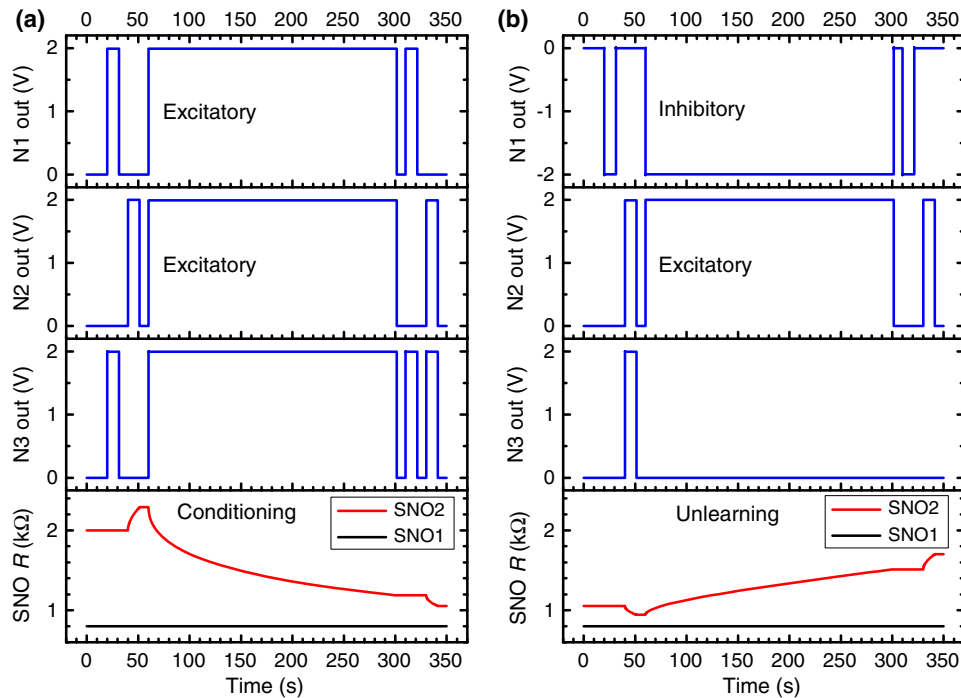 (a)
0 50 100 150 200 250 300 350
2
1
0
N1 out (V)
Excitatory
2
1
0
N2 out (V)
Excitatory
2
1
0
N3 out (V)
2
1
SNO R (kΩ)
Conditioning
SNO2
SNO1
0 50 100 150 200 250 300 350
Time (s)
(b)
0 50 100 150 200 250 300 350
0
-1
-2
N1 out (V)
Inhibitory
2
1
0
N2 out (V)
Excitatory
2
1
0
N3 out (V)
2
1
SNO R (kΩ)
Unlearning
SNO2
SNO1
0 50 100 150 200 250 300 350
Time (s)